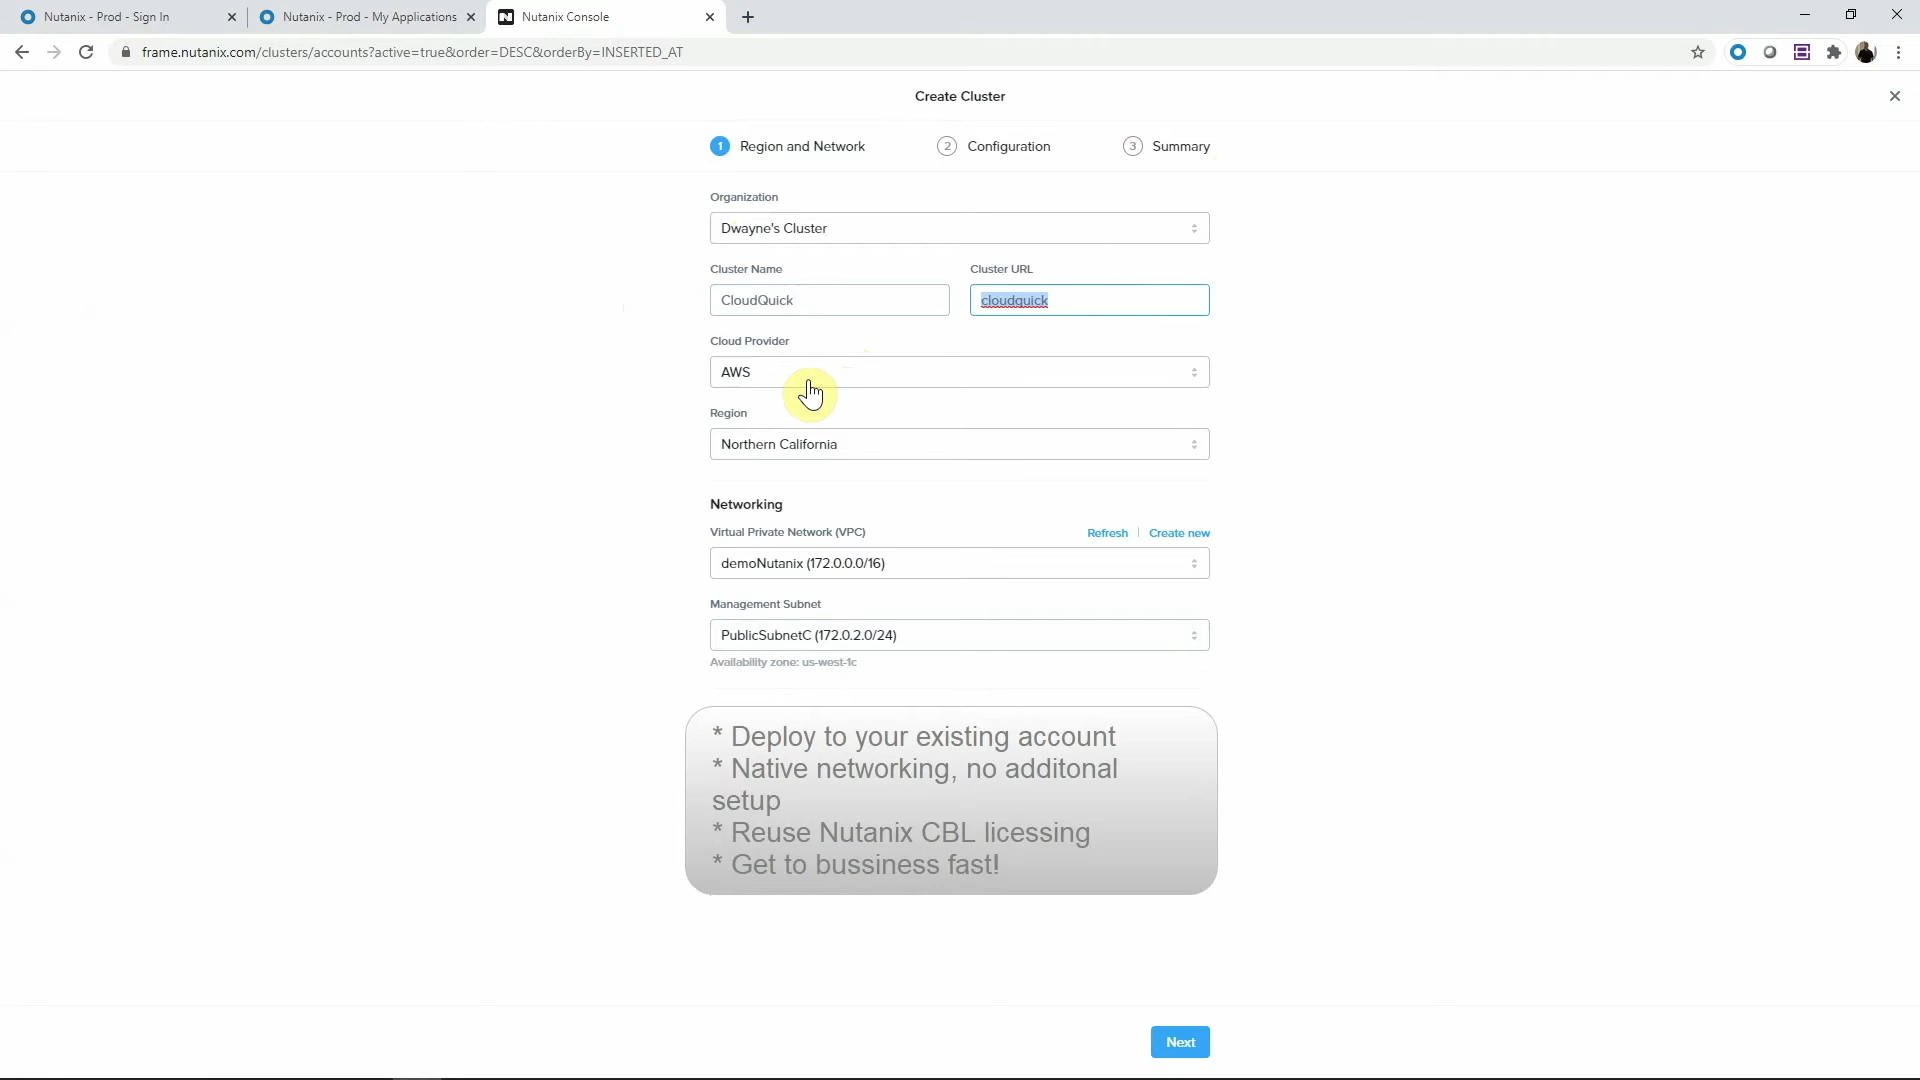 Nutanix - Prod - Sign In
Nutanix - Prod - My Applications
Nutanix Console
frame.nutanix.com/clusters/accounts?active=true&order=DESC&orderBy=INSERTED_AT
Create Cluster
1 Region and Network
2 Configuration
3 Summary
Organization
Dwayne's Cluster
Cluster Name
Cluster URL
CloudQuick
cloudquick
Cloud Provider
AWS
Region
Northern California
Networking
Virtual Private Network (VPC)
Refresh
Create new
demoNutanix (172.0.0.0/16)
Management Subnet
PublicSubnetC (172.0.2.0/24)
Availability zone: us-west-1c
* Deploy to your existing account
* Native networking, no additonal
setup
* Reuse Nutanix CBL licessing
* Get to bussiness fast!
Next